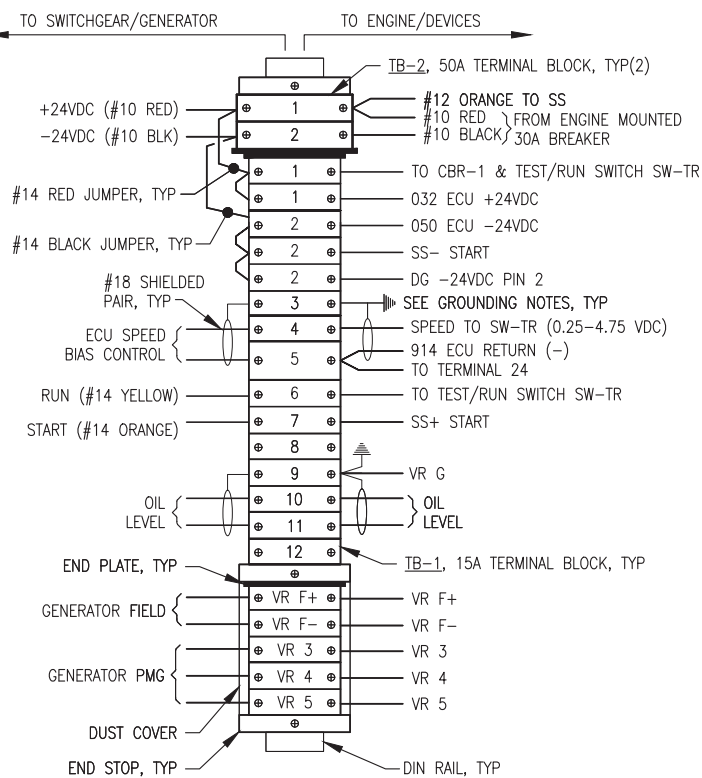 TO SWITCHGEAR/GENERATOR TO ENGINE/DEVICES
TB-2, 50A TERMINAL BLOCK, TYP(2)
+24VDC (#10 RED) 1 #12 ORANGE TO SS
#10 RED FROM ENGINE MOUNTED
-24VDC (#10 BLK) 2 #10 BLACK 30A BREAKER
1 TO CBR-1 & TEST/RUN SWITCH SW-TR
#14 RED JUMPER, TYP 1 032 ECU +24VDC
2 050 ECU -24VDC
#14 BLACK JUMPER, TYP 2 SS- START
2 DG -24VDC PIN 2
#18 SHIELDED
PAIR, TYP 3 SEE GROUNDING NOTES, TYP
ECU SPEED 4 SPEED TO SW-TR (0.25-4.75 VDC)
BIAS CONTROL 5 914 ECU RETURN (-)
TO TERMINAL 24
RUN (#14 YELLOW) 6 TO TEST/RUN SWITCH SW-TR
START (#14 ORANGE) 7 SS+ START
8
9 VR G
OIL 10 OIL
LEVEL 11 LEVEL
12
END PLATE, TYP TB-1, 15A TERMINAL BLOCK, TYP
GENERATOR FIELD VR F+ VR F+
VR F- VR F-
VR 3 VR 3
GENERATOR PMG VR 4 VR 4
VR 5 VR 5
DUST COVER
END STOP, TYP DIN RAIL, TYP